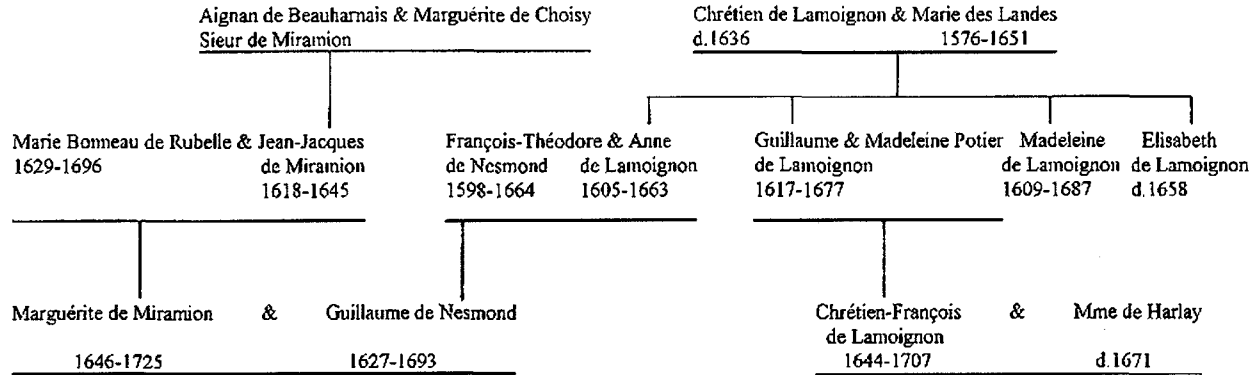 Aignan de Beauharnais & Marguérite de Choisy
Sieur de Miramion
Chrétien de Lamoignon & Marie des Landes
d.1636 1576-1651
Marie Bonneau de Rubelle & Jean-Jacques
1629-1696 de Miramion
1618-1645
François-Théodore & Anne
de Nesmond de Lamoignon
1598-1664 1605-1663
Guillaume & Madeleine Potier
de Lamoignon
1617-1677
Madeleine
de Lamoignon
1609-1687
Elisabeth
de Lamoignon
d.1658
Marguérite de Miramion & Guillaume de Nesmond
1646-1725 1627-1693
Chrétien-François & Mme de Harlay
de Lamoignon
1644-1707 d.1671